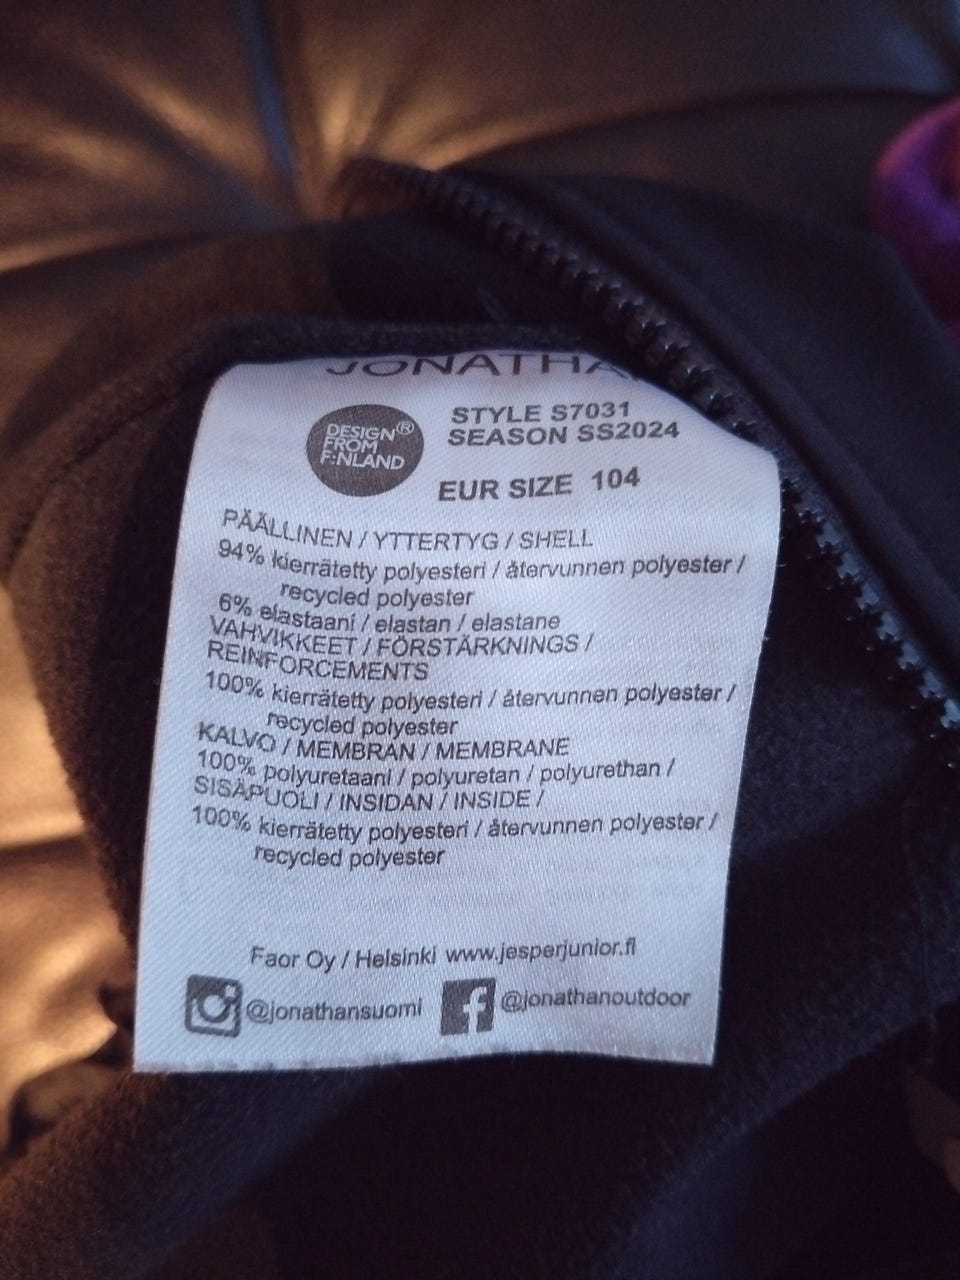 JONATHA
DESIGN®
FROM
F:NLAND
STYLE S7031
SEASON SS2024
EUR SIZE 104
PÄÄLLINEN / YTTERTYG / SHELL
94% kierrätetty polyesteri / återvunnen polyester /
recycled polyester
6% elastaani / elastan / elastane
VAHVIKKEET / FÖRSTÄRKNINGS /
REINFORCEMENTS
100% kierrätetty polyesteri / återvunnen polyester /
recycled polyester
KALVO / MEMBRAN / MEMBRANE
100% polyuretaani / polyuretan / polyurethan /
SISÄPUOLI / INSIDAN / INSIDE /
100% kierrätetty polyesteri / återvunnen polyester /
recycled polyester
Faor Oy / Helsinki www.jesperjunior.fi
@jonathansuomi
@jonathanoutdoor